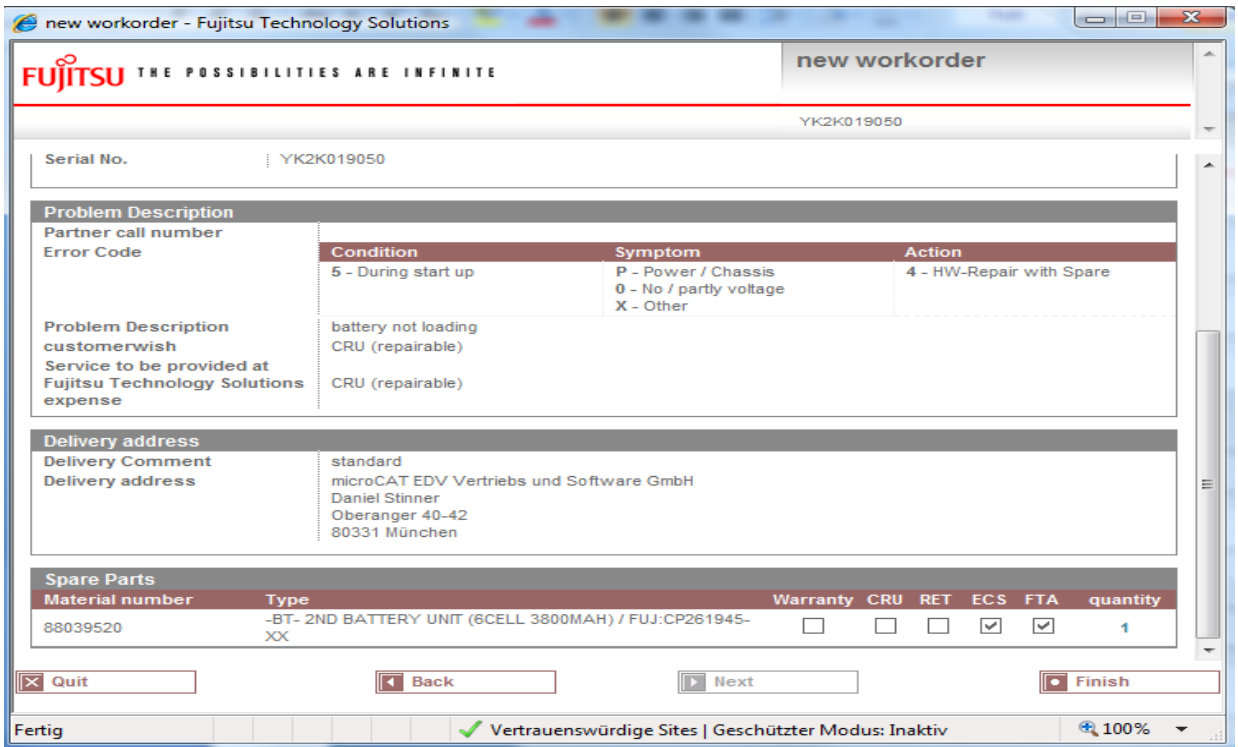 new workorder - Fujitsu Technology Solutions
FUJITSU THE POSSIBILITIES ARE INFINITE
new workorder
YK2K019050
Serial No. YK2K019050
Problem Description
Partner call number
Error Code Condition Symptom Action
5 - During start up P - Power / Chassis 4 - HW-Repair with Spare
0 - No / partly voltage
X - Other
Problem Description battery not loading
customerwish CRU (repairable)
Service to be provided at
Fujitsu Technology Solutions CRU (repairable)
expense
Delivery address
Delivery Comment standard
Delivery address microCAT EDV Vertriebs und Software GmbH
Daniel Stinner
Oberanger 40-42
80331 München
Spare Parts
Material number Type Warranty CRU RET ECS FTA quantity
88039520 -BT- 2ND BATTERY UNIT (6CELL 3800MAH) / FUJ:CP261945-
XX 1
Quit Back Next Finish
Fertig Vertrauenswürdige Sites | Geschützter Modus: Inaktiv 100%